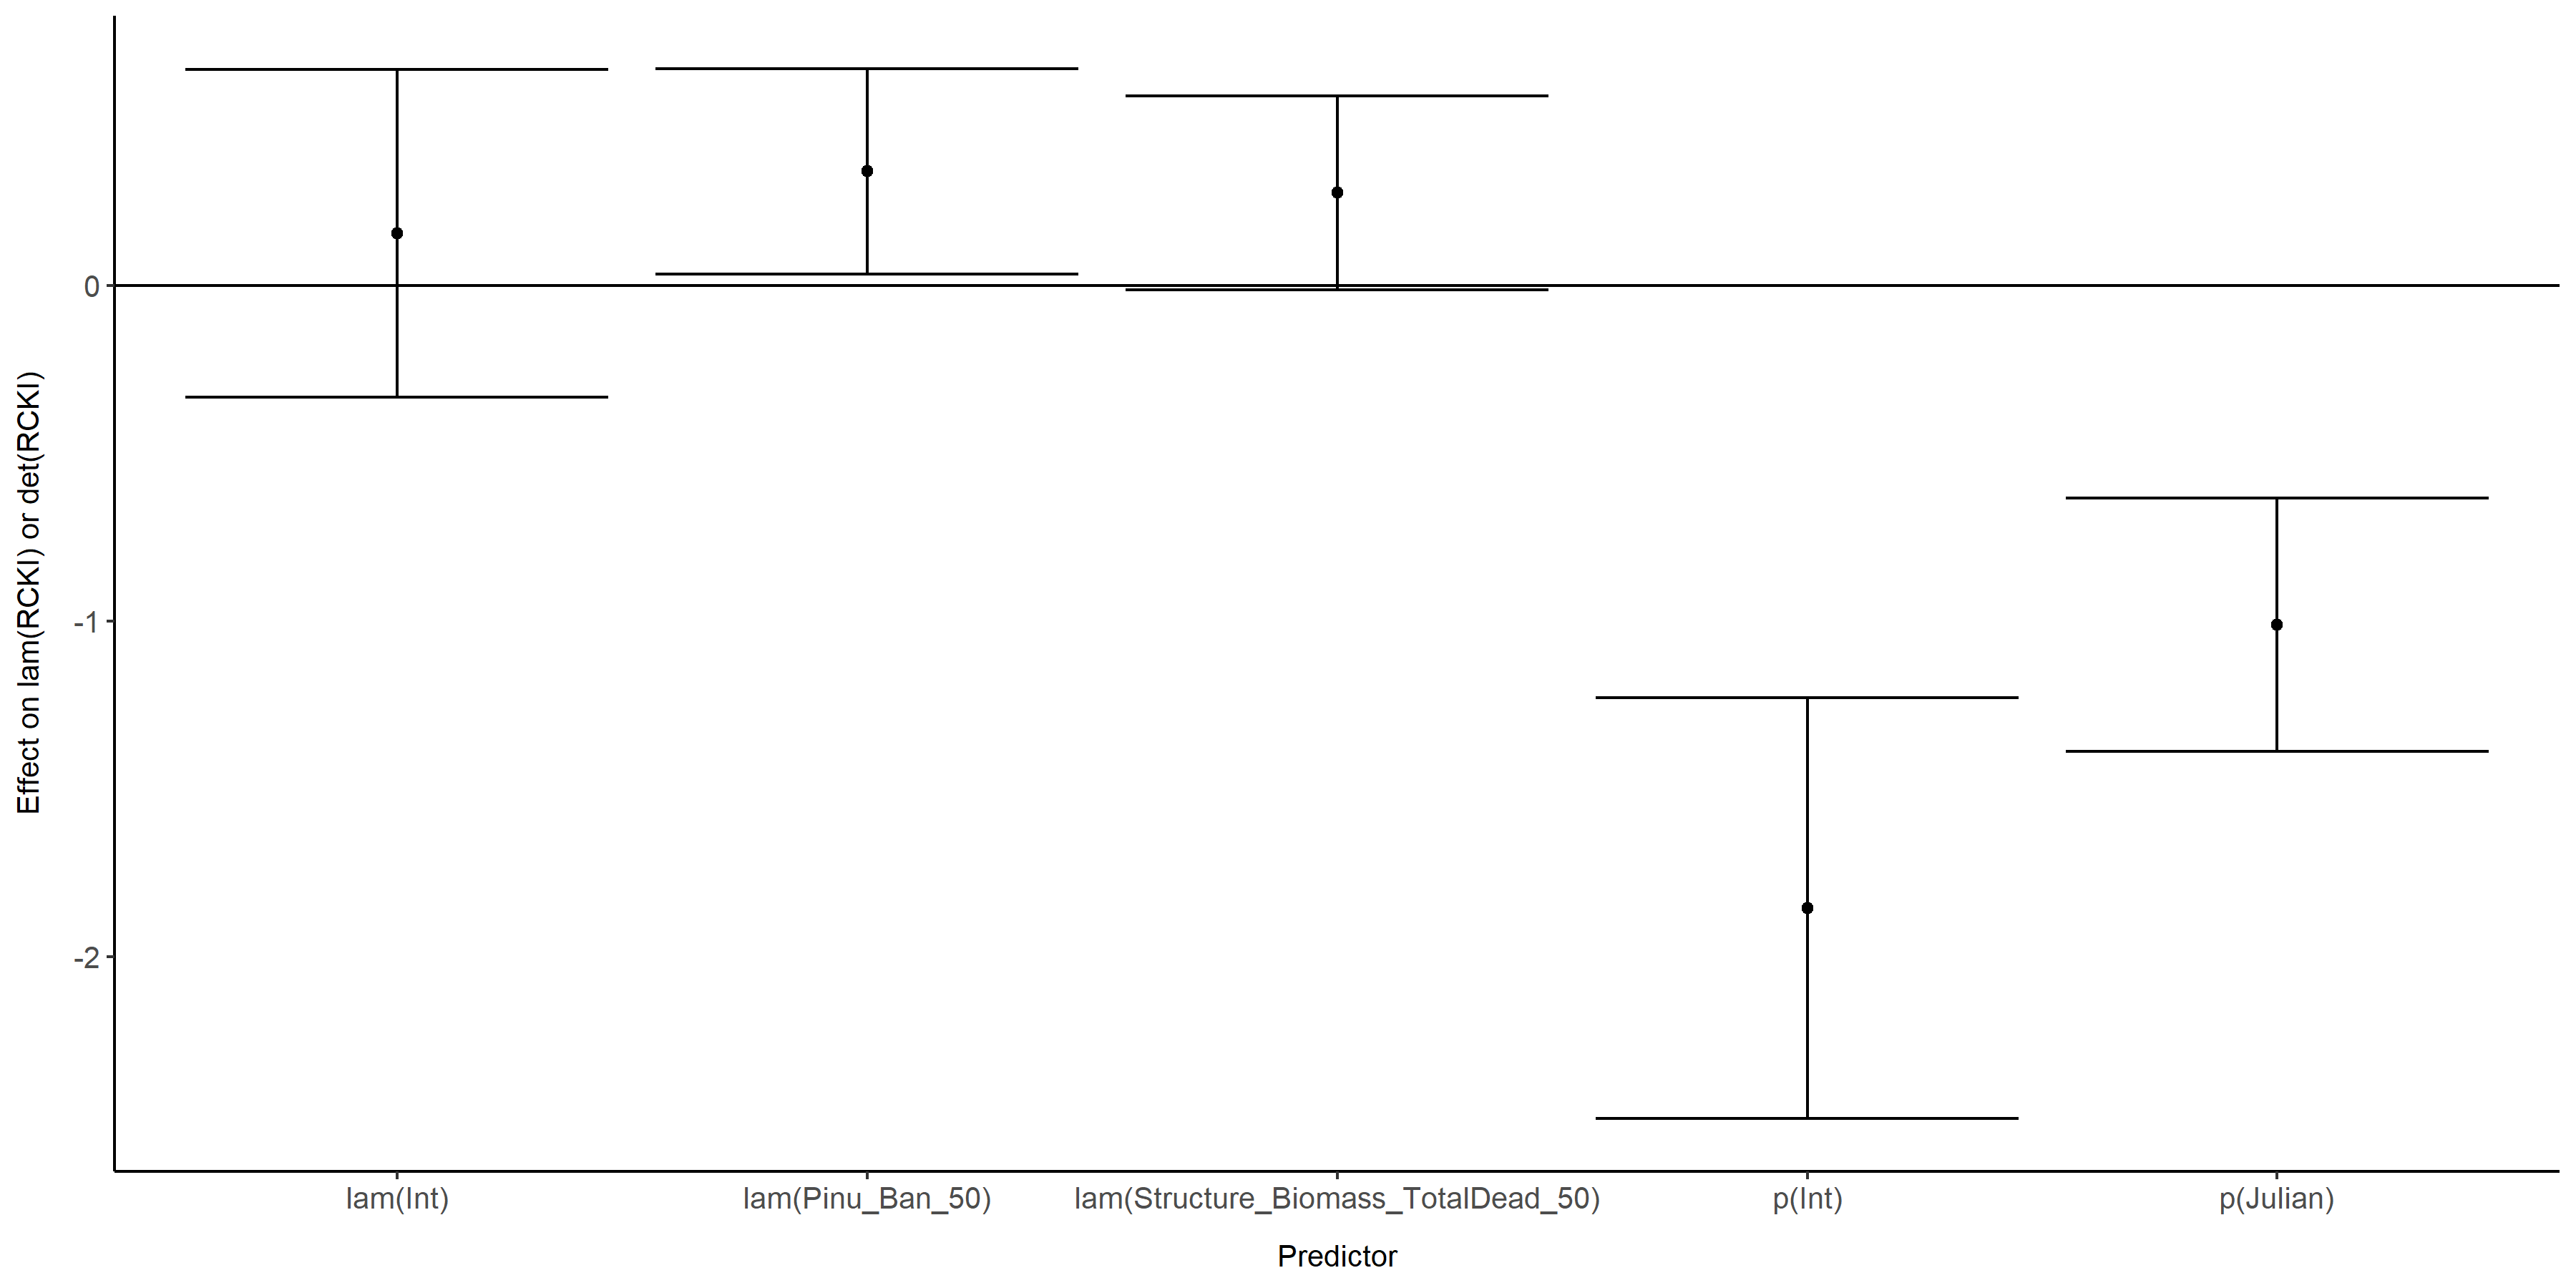 Effect on lam(RCKI) or det(RCKI)
0
-1
-2
lam(Int)
lam(Pinu_Ban_50)
lam(Structure_Biomass_TotalDead_50)
p(Int)
p(Julian)
Predictor